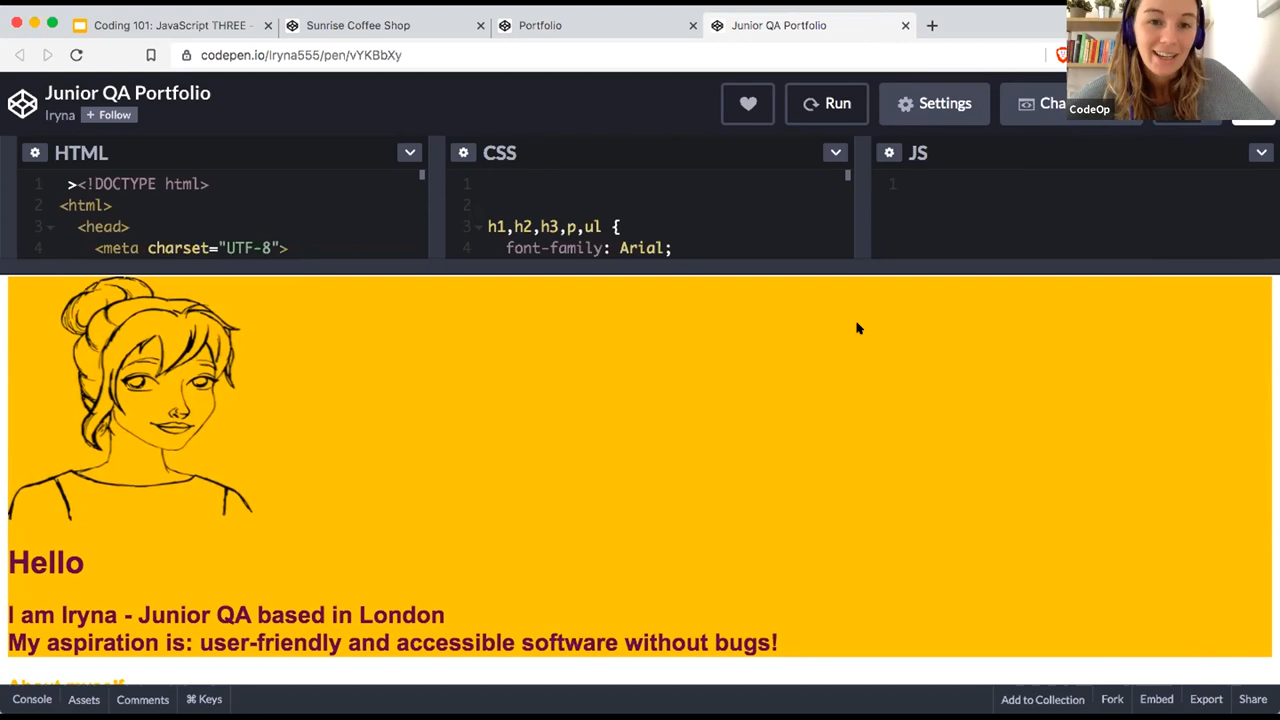 Coding 101: JavaScript THREE -
Sunrise Coffee Shop
Portfolio
Junior QA Portfolio
codepen.io/Iryna555/pen/vYKBbXy
Junior QA Portfolio
Iryna
+ Follow
Run
Settings
Cha
CodeOp
HTML
CSS
JS
1 ><!DOCTYPE html>
2 <html>
3 <head>
4 <meta charset="UTF-8">
1
2
3 h1,h2,h3,p,ul {
4 font-family: Arial;
1
Hello
I am Iryna - Junior QA based in London
My aspiration is: user-friendly and accessible software without bugs!
About myself
Console
Assets
Comments
⌘ Keys
Add to Collection
Fork
Embed
Export
Share